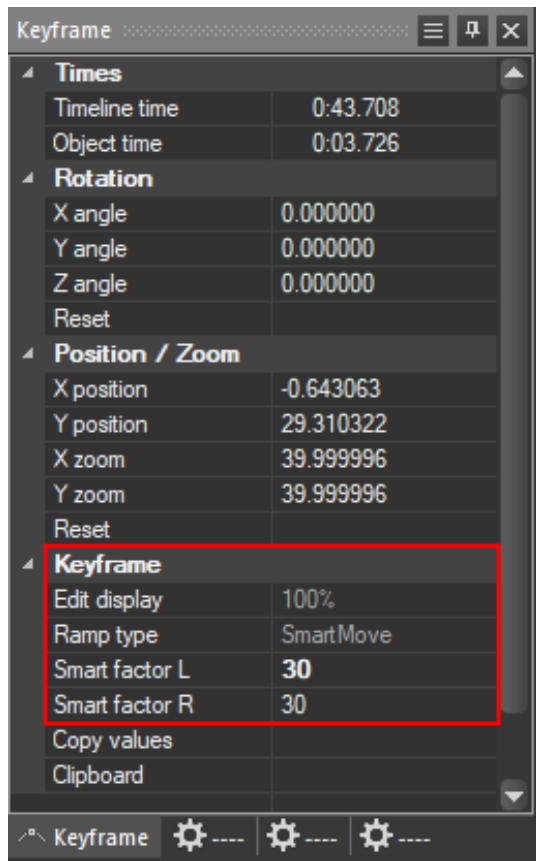 Keyframe
Times
Timeline time 0:43.708
Object time 0:03.726
Rotation
X angle 0.000000
Y angle 0.000000
Z angle 0.000000
Reset
Position / Zoom
X position -0.643063
Y position 29.310322
X zoom 39.999996
Y zoom 39.999996
Reset
Keyframe
Edit display 100%
Ramp type SmartMove
Smart factor L 30
Smart factor R 30
Copy values
Clipboard
Keyframe ---- ---- ----